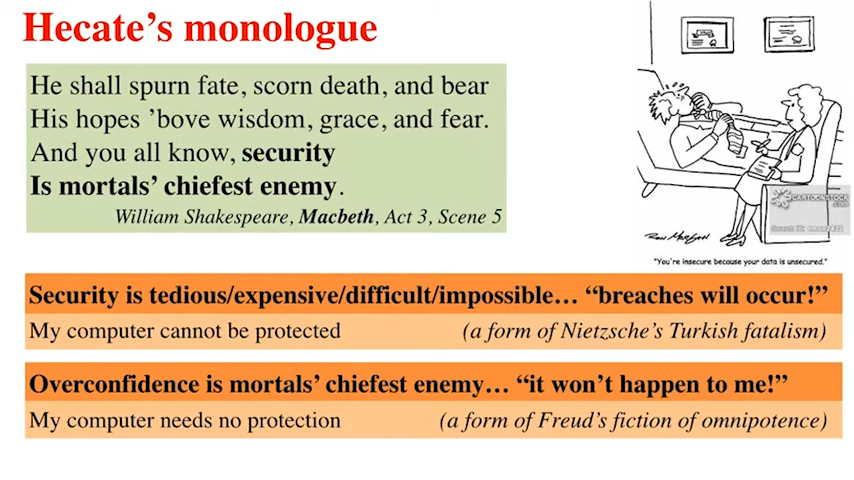 Hecate's monologue
He shall spurn fate, scorn death, and bear
His hopes 'bove wisdom, grace, and fear.
And you all know, security
Is mortals' chiefest enemy.
William Shakespeare, Macbeth, Act 3, Scene 5
CARTOONSTOCK
.com
Search ID:
"You're insecure because your data is unsecured."
Security is tedious/expensive/difficult/impossible… "breaches will occur!"
My computer cannot be protected (a form of Nietzsche's Turkish fatalism)
Overconfidence is mortals' chiefest enemy… "it won't happen to me!"
My computer needs no protection (a form of Freud's fiction of omnipotence)